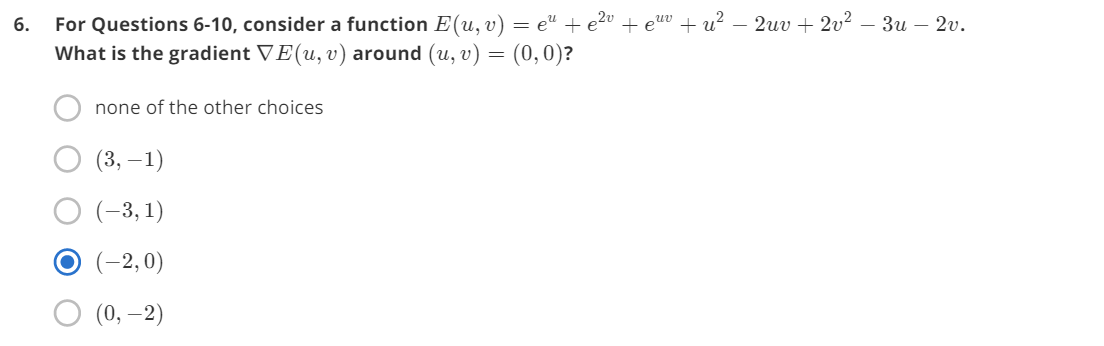 6. For Questions 6-10, consider a function E(u, v) = e^u + e^{2v} + e^{uv} + u^2 − 2uv + 2v^2 − 3u − 2v.
What is the gradient ∇E(u, v) around (u, v) = (0, 0)?
none of the other choices
(3, −1)
(−3, 1)
(−2, 0)
(0, −2)